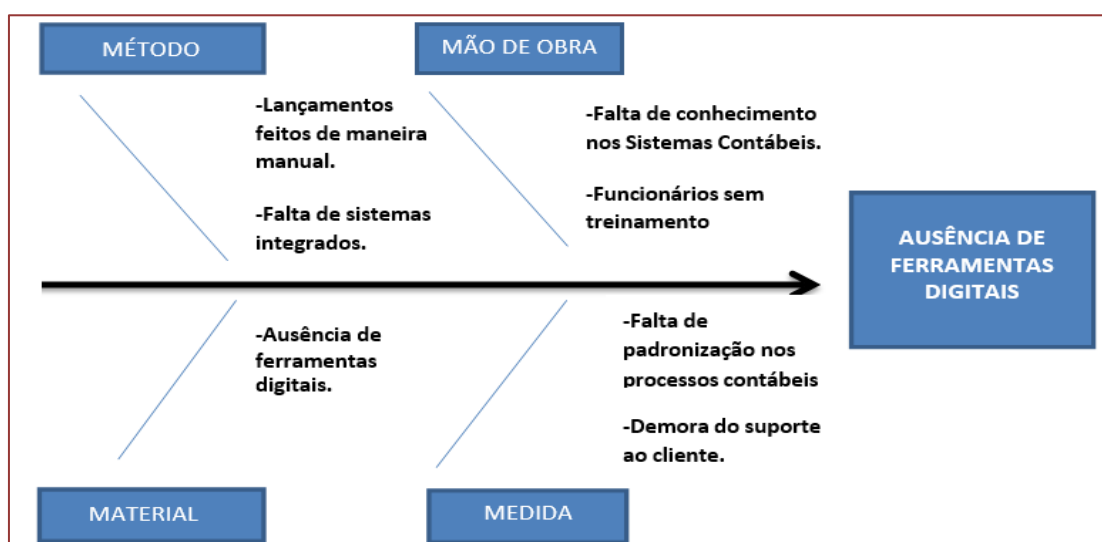 MÉTODO
MÃO DE OBRA
-Lançamentos
feitos de maneira
manual.
-Falta de sistemas
integrados.
-Falta de conhecimento
nos Sistemas Contábeis.
-Funcionários sem
treinamento
AUSÊNCIA DE
FERRAMENTAS
DIGITAIS
-Ausência de
ferramentas
digitais.
-Falta de
padronização nos
processos contábeis
-Demora do suporte
ao cliente.
MATERIAL
MEDIDA